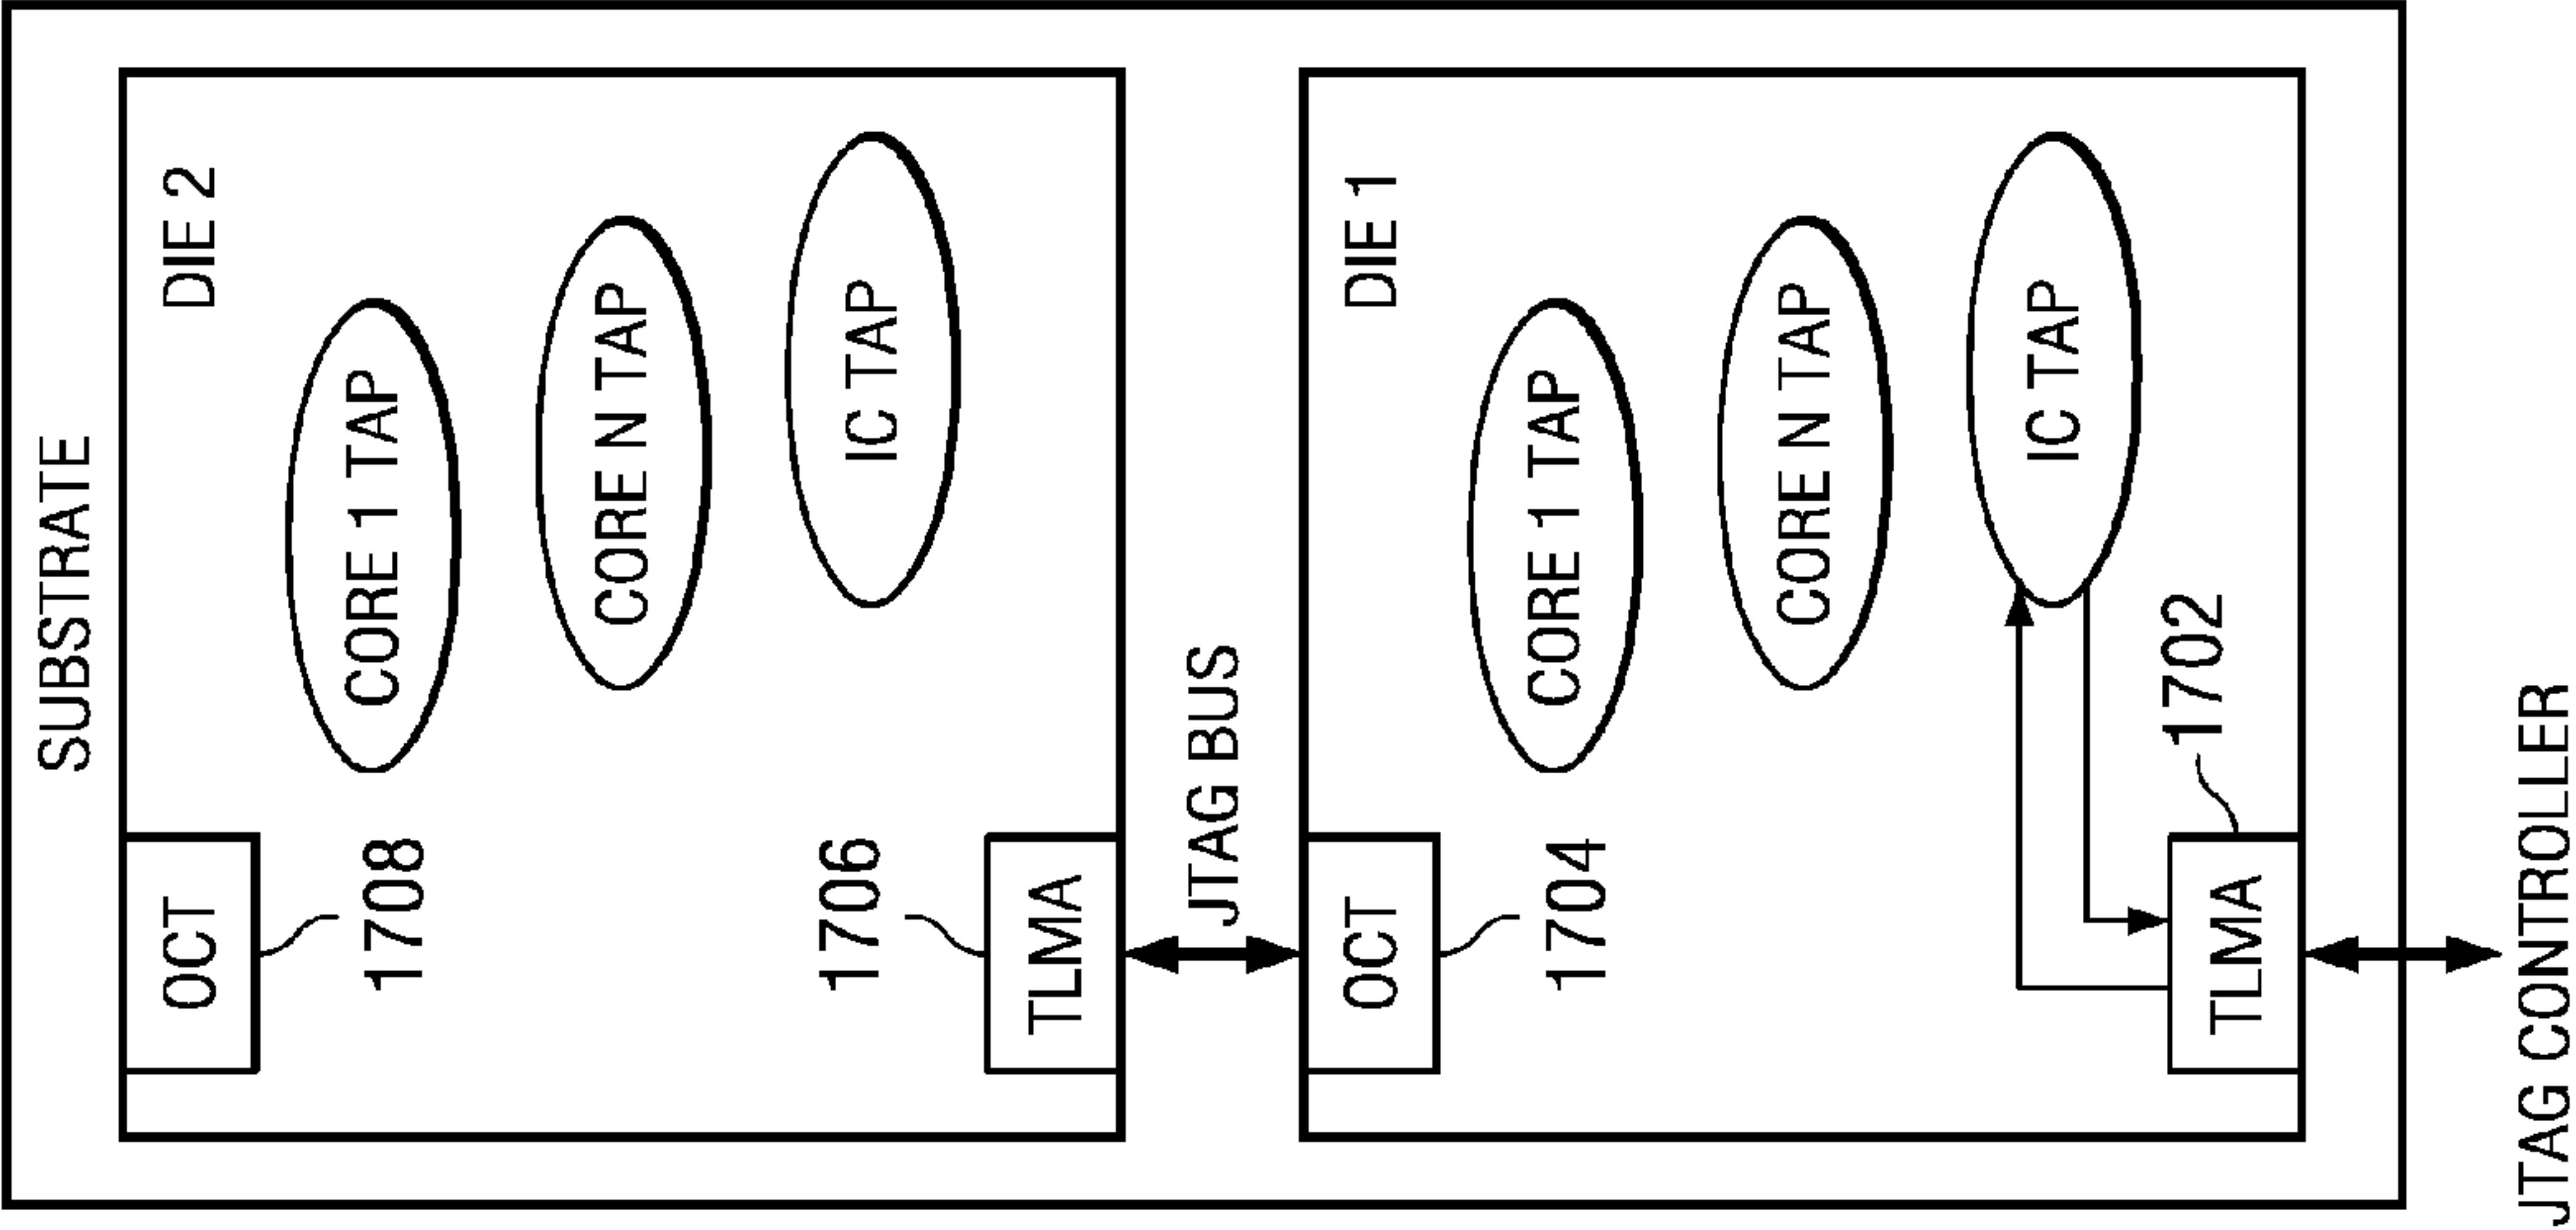 SUBSTRATE
DIE 2
OCT
1708
CORE 1 TAP
CORE N TAP
IC TAP
1706
TLMA
JTAG BUS
DIE 1
OCT
1704
CORE 1 TAP
CORE N TAP
IC TAP
1702
TLMA
JTAG CONTROLLER